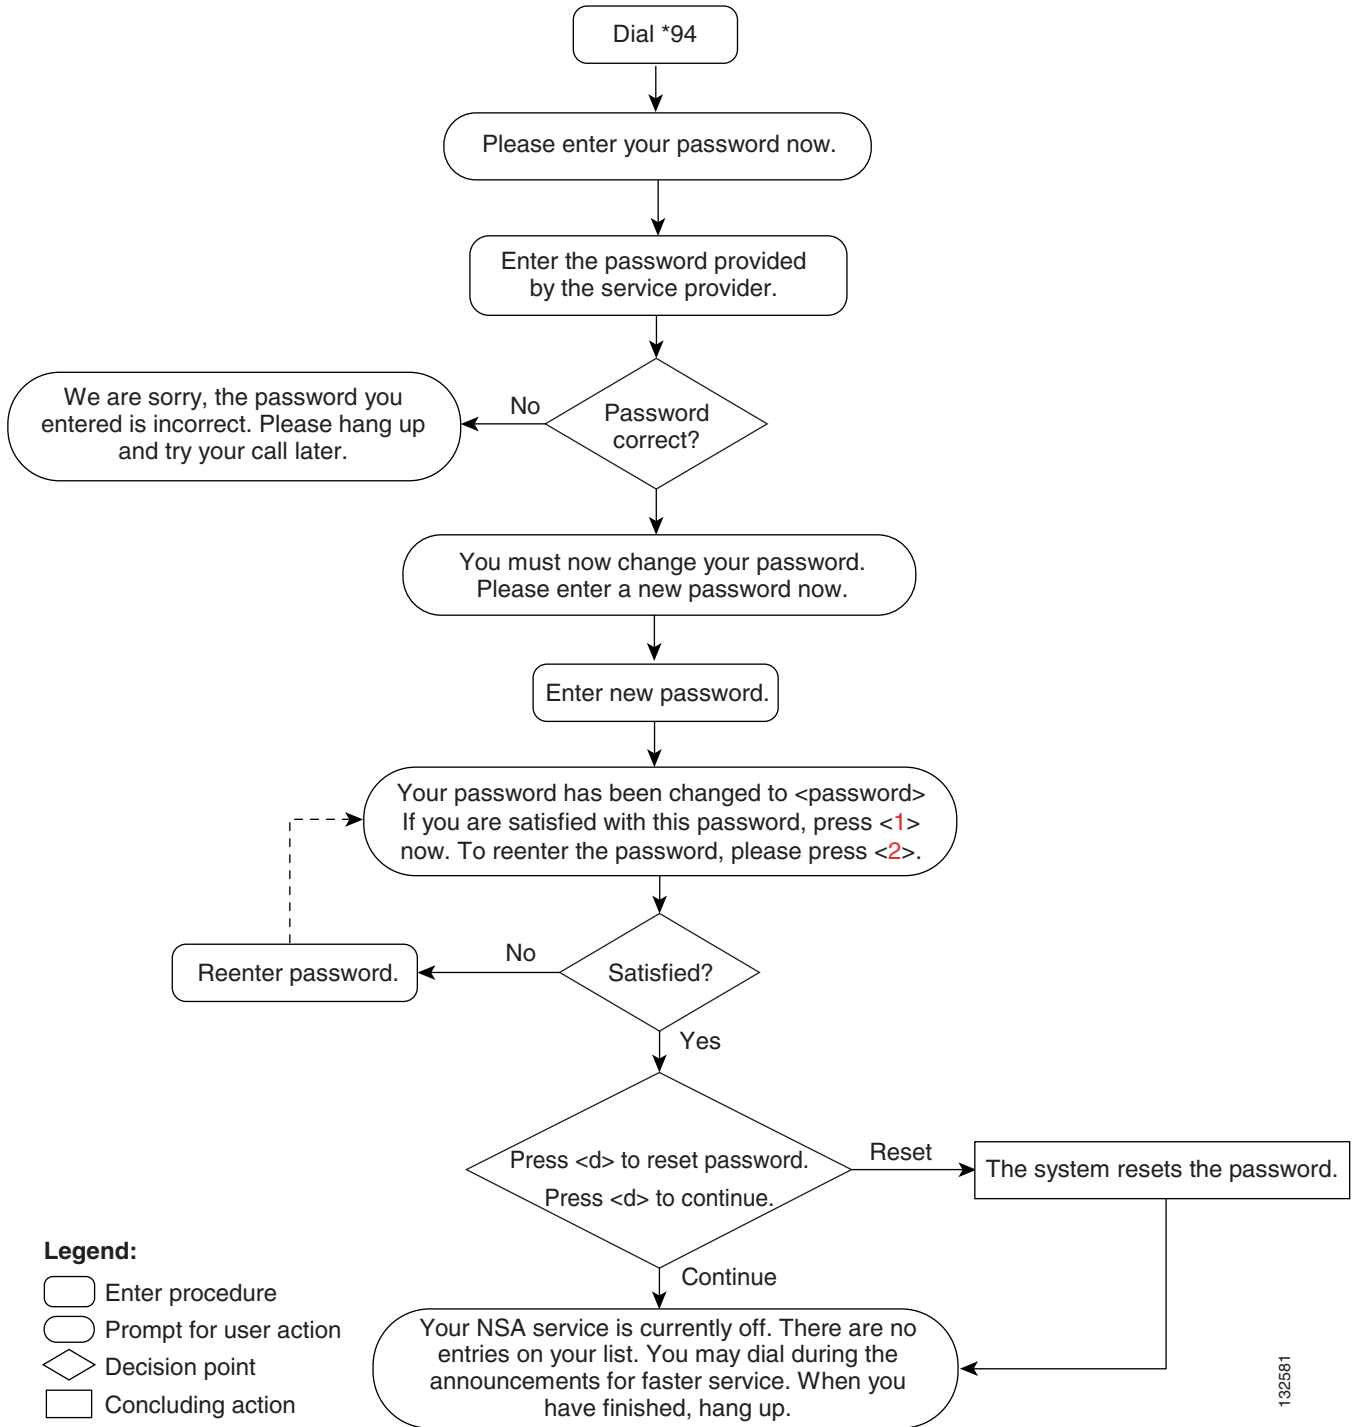 Dial *94
Please enter your password now.
Enter the password provided
by the service provider.
We are sorry, the password you
entered is incorrect. Please hang up
and try your call later.
No
Password
correct?
You must now change your password.
Please enter a new password now.
Enter new password.
Your password has been changed to <password>
If you are satisfied with this password, press <1>
now. To reenter the password, please press <2>.
Reenter password.
No
Satisfied?
Yes
Press <d> to reset password.
Press <d> to continue.
Reset
The system resets the password.
Continue
Your NSA service is currently off. There are no
entries on your list. You may dial during the
announcements for faster service. When you
have finished, hang up.
Legend:
Enter procedure
Prompt for user action
Decision point
Concluding action
132581